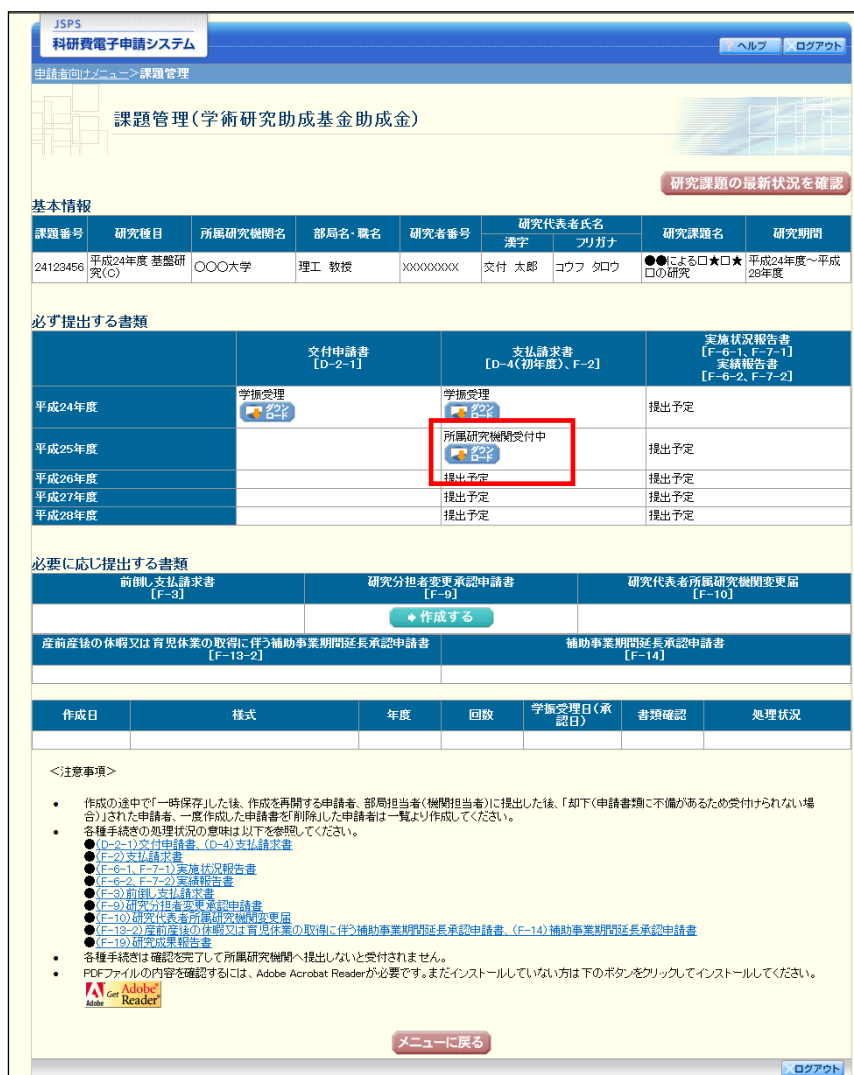 JSPS
科研費電子申請システム
? ヘルプ
ログアウト
申請者向けメニュー>課題管理
課題管理(学術研究助成基金助成金)
研究課題の最新状況を確認
基本情報
課題番号 研究種目 所属研究機関名 部局名・職名 研究者番号 研究代表者氏名 研究課題名 研究期間
漢字 フリガナ
24123456 平成24年度 基盤研究(C) ○○○大学 理工 教授 XXXXXXXX 交付 太郎 コウフ タロウ ●●による□★□★□の研究 平成24年度~平成28年度
必ず提出する書類
交付申請書
[D-2-1]
支払請求書
[D-4(初年度)、F-2]
実施状況報告書
[F-6-1、F-7-1]
実績報告書
[F-6-2、F-7-2]
平成24年度 学振受理 ダウンロード 学振受理 ダウンロード 提出予定
平成25年度 所属研究機関受付中 ダウンロード 提出予定
平成26年度 提出予定 提出予定
平成27年度 提出予定 提出予定
平成28年度 提出予定 提出予定
必要に応じ提出する書類
前倒し支払請求書
[F-3]
研究分担者変更承認申請書
[F-9]
研究代表者所属研究機関変更届
[F-10]
作成する
産前産後の休暇又は育児休業の取得に伴う補助事業期間延長承認申請書
[F-13-2]
補助事業期間延長承認申請書
[F-14]
作成日 様式 年度 回数 学振受理日(承認日) 書類確認 処理状況
<注意事項>
• 作成の途中で「一時保存」した後、作成を再開する申請者、部局担当者(機関担当者)に提出した後、「却下(申請書類に不備があるため受付けられない場
合)」された申請者、一度作成した申請書を「削除」した申請者は一覧より作成してください。
• 各種手続きの処理状況の意味は以下を参照してください。
●(D-2-1)交付申請書、(D-4)支払請求書
●(F-2)支払請求書
●(F-6-1、F-7-1)実施状況報告書
●(F-6-2、F-7-2)実績報告書
●(F-3)前倒し支払請求書
●(F-9)研究分担者変更承認申請書
●(F-10)研究代表者所属研究機関変更届
●(F-13-2)産前産後の休暇又は育児休業の取得に伴う補助事業期間延長承認申請書、(F-14)補助事業期間延長承認申請書
●(F-19)研究成果報告書
• 各種手続きは確認を完了して所属研究機関へ提出しないと受付されません。
• PDFファイルの内容を確認するには、Adobe Acrobat Readerが必要です。まだインストールしていない方は下のボタンをクリックしてインストールしてください。
Adobe Get Adobe® Reader®
メニューに戻る
ログアウト